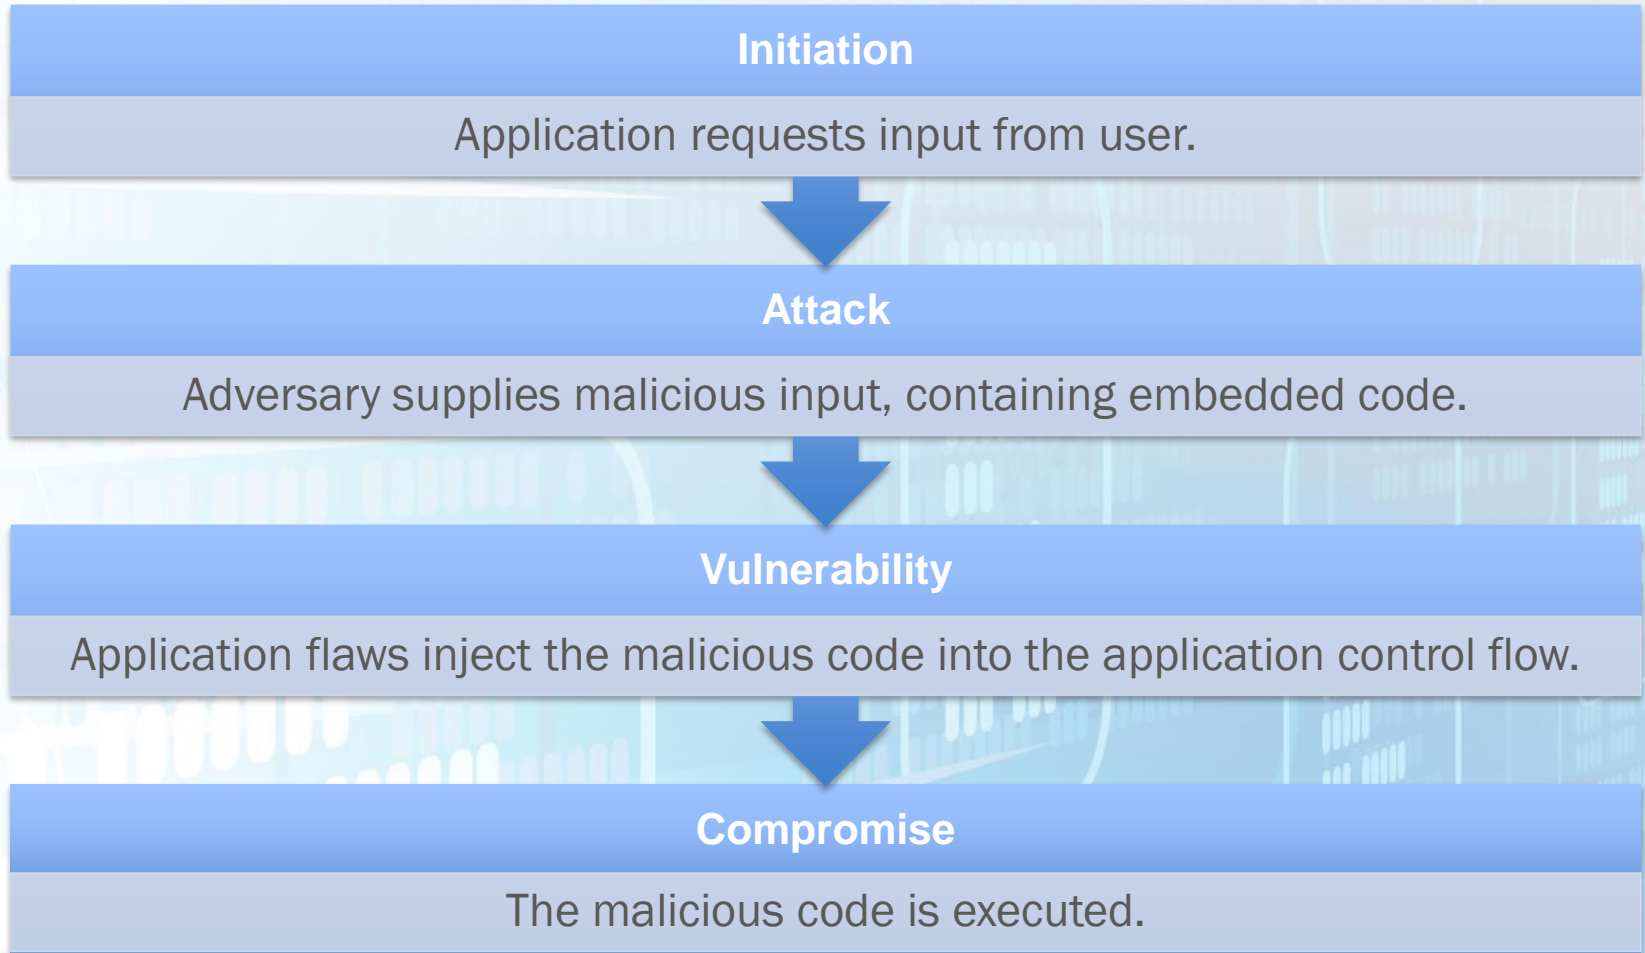 Initiation
Application requests input from user.
Attack
Adversary supplies malicious input, containing embedded code.
Vulnerability
Application flaws inject the malicious code into the application control flow.
Compromise
The malicious code is executed.